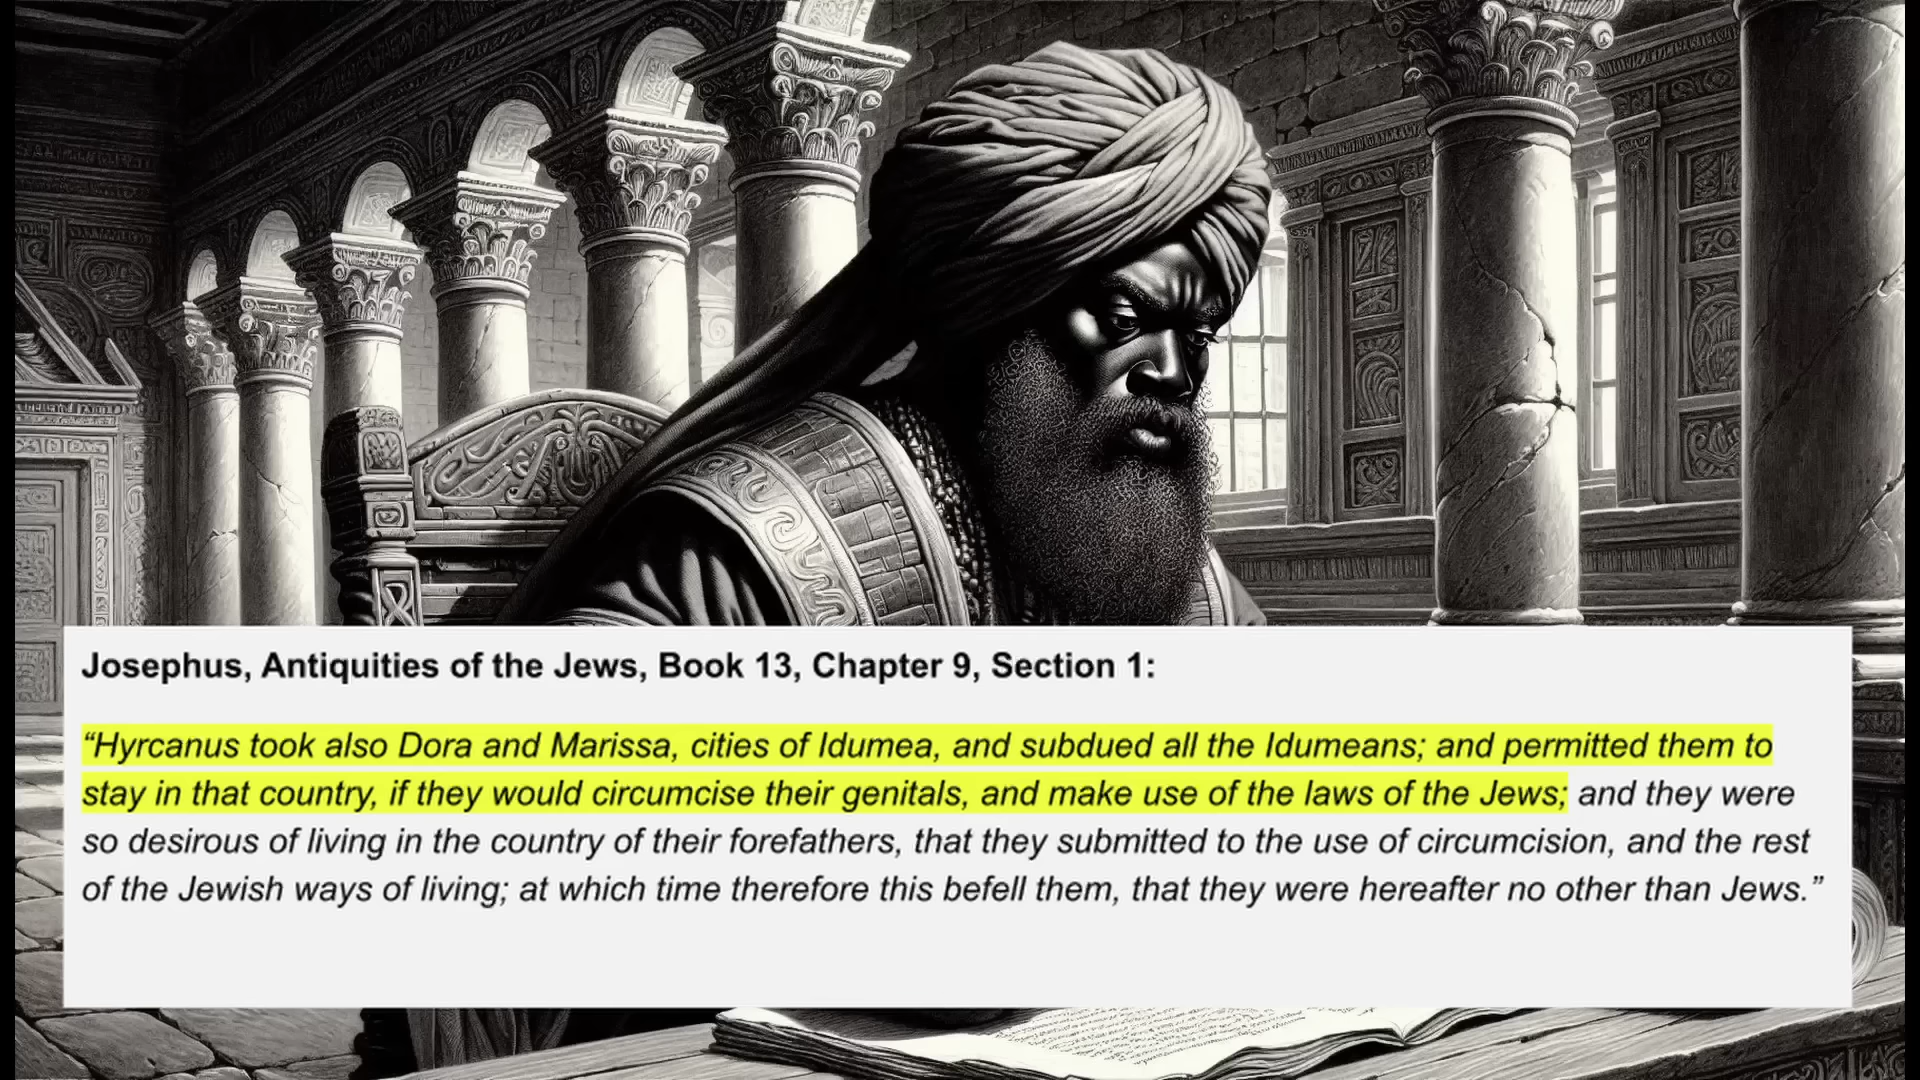 Josephus, Antiquities of the Jews, Book 13, Chapter 9, Section 1:
“Hyrcanus took also Dora and Marissa, cities of Idumea, and subdued all the Idumeans; and permitted them to
stay in that country, if they would circumcise their genitals, and make use of the laws of the Jews; and they were
so desirous of living in the country of their forefathers, that they submitted to the use of circumcision, and the rest
of the Jewish ways of living; at which time therefore this befell them, that they were hereafter no other than Jews.”